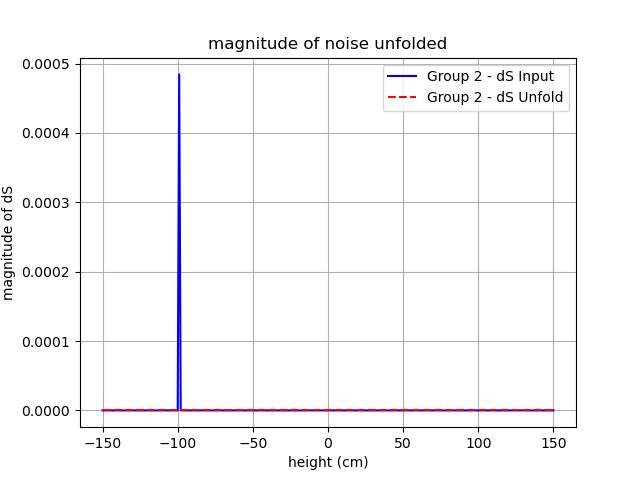 magnitude of noise unfolded
Group 2 - dS Input
Group 2 - dS Unfold
magnitude of dS
0.0005
0.0004
0.0003
0.0002
0.0001
0.0000
−150 −100 −50 0 50 100 150
height (cm)